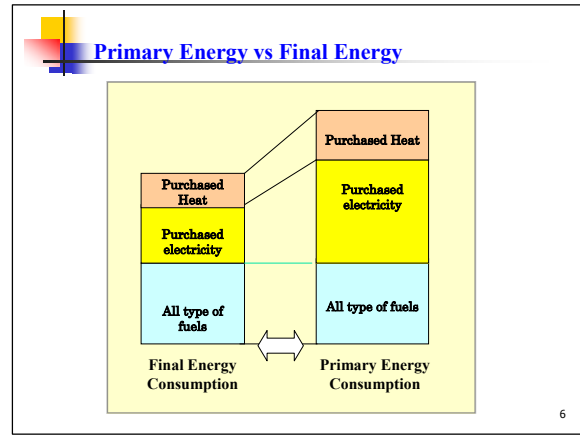 Primary Energy vs Final Energy
Purchased
Heat
Purchased
electricity
All type of
fuels
Final Energy
Consumption
Purchased Heat
Purchased
electricity
All type of fuels
Primary Energy
Consumption
6